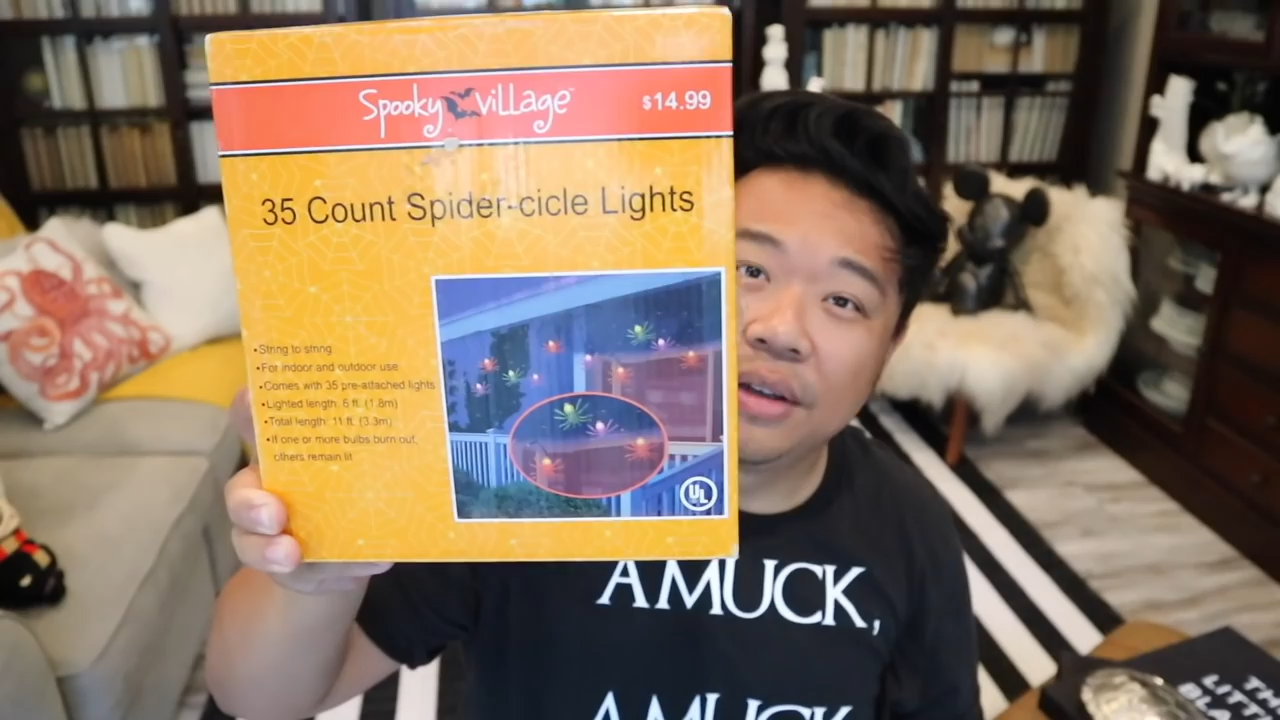 Spooky Village™
$14.99
35 Count Spider-cicle Lights
•String to string
•For indoor and outdoor use
•Comes with 35 pre-attached lights
•Lighted length: 6 ft. (1.8m)
•Total length: 11 ft. (3.3m)
•If one or more bulbs burn out,
others remain lit
UL
AMUCK,
AMUCK